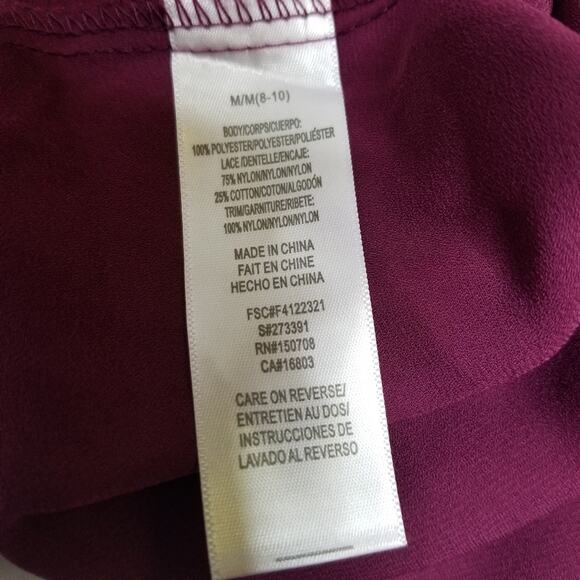 M/M(8-10)
BODY/CORPS/CUERPO:
100% POLYESTER/POLYESTER/POLIÉSTER
LACE /DENTELLE/ENCAJE:
75% NYLON/NYLON/NYLON
25% COTTON/COTON/ALGODÓN
TRIM/GARNITURE/RIBETE:
100% NYLON/NYLON/NYLON
MADE IN CHINA
FAIT EN CHINE
HECHO EN CHINA
FSC#F4122321
S#273391
RN#150708
CA#16803
CARE ON REVERSE/
ENTRETIEN AU DOS/
INSTRUCCIONES DE
LAVADO AL REVERSO